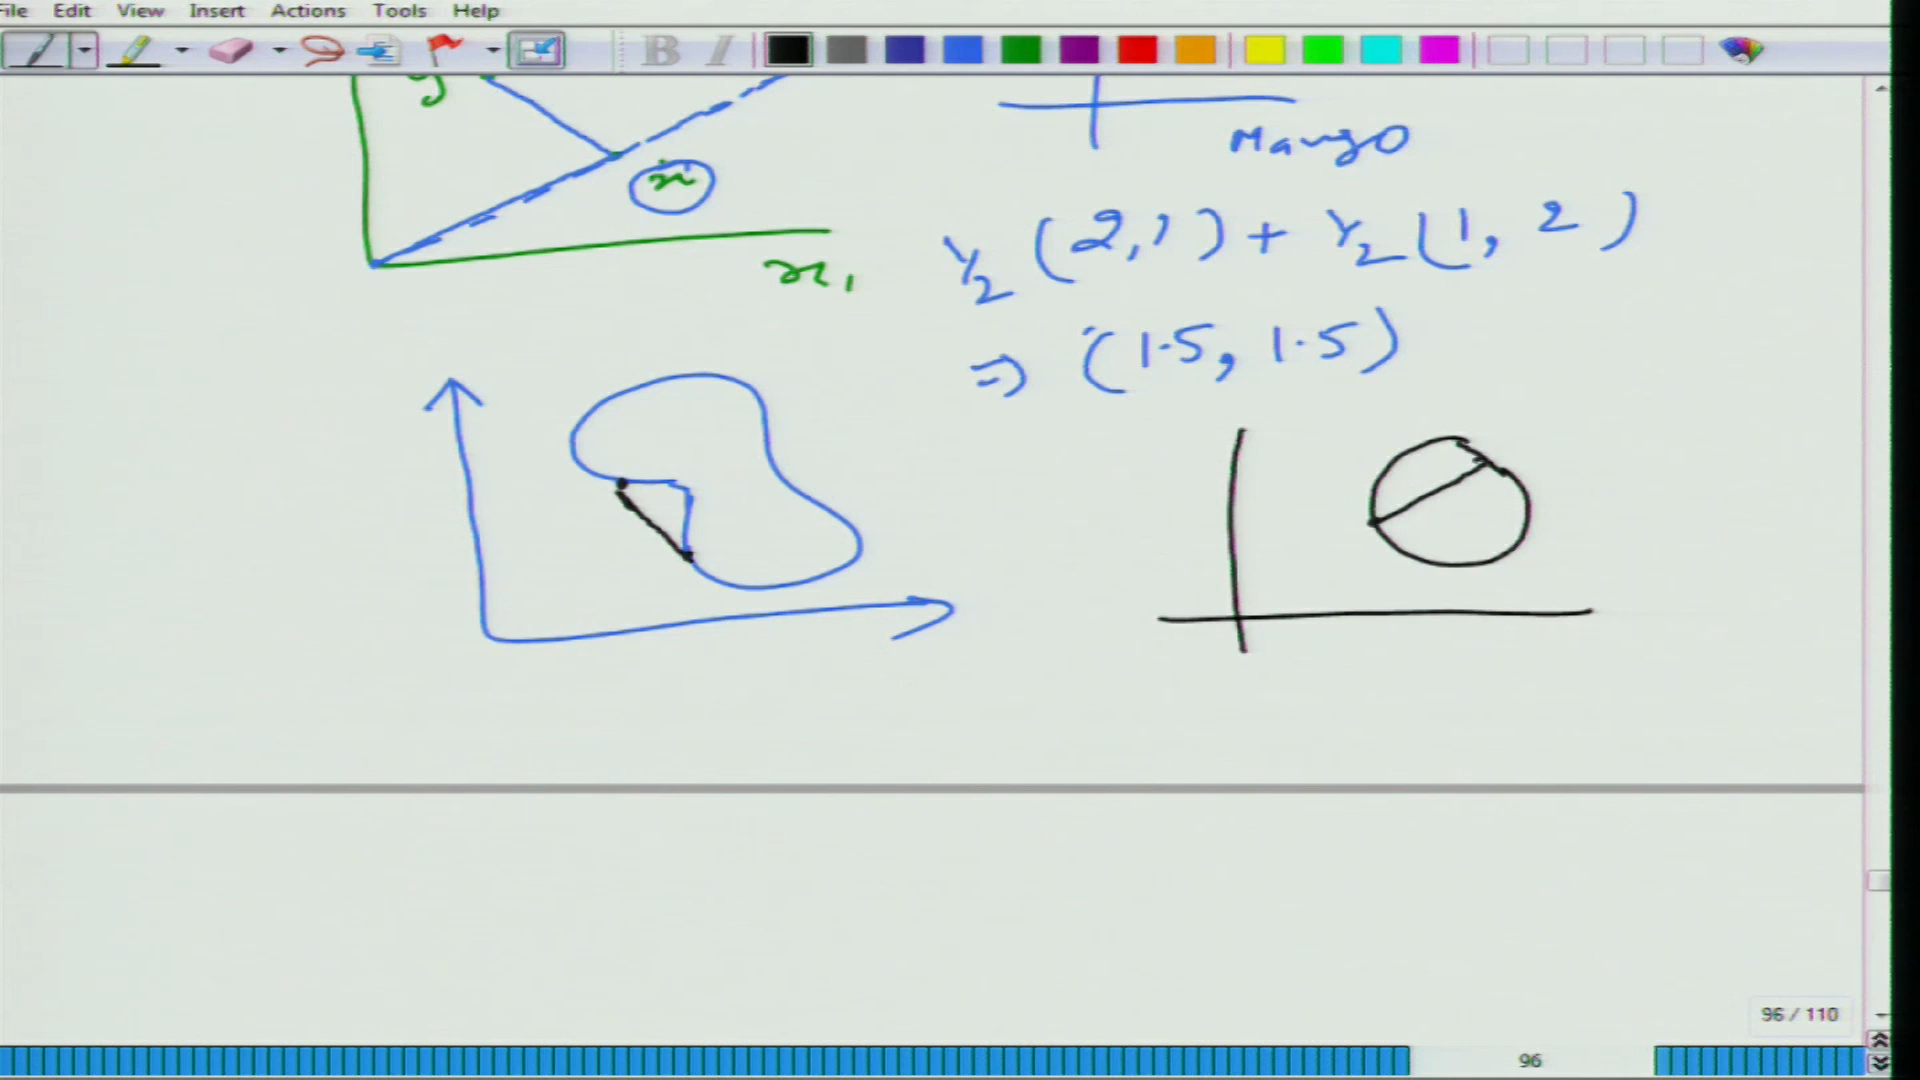 File Edit View Insert Actions Tools Help
B I
y
x
x₁
Mango
½ (2,1) + ½ (1, 2)
⇒ (1.5, 1.5)
96 / 110
96